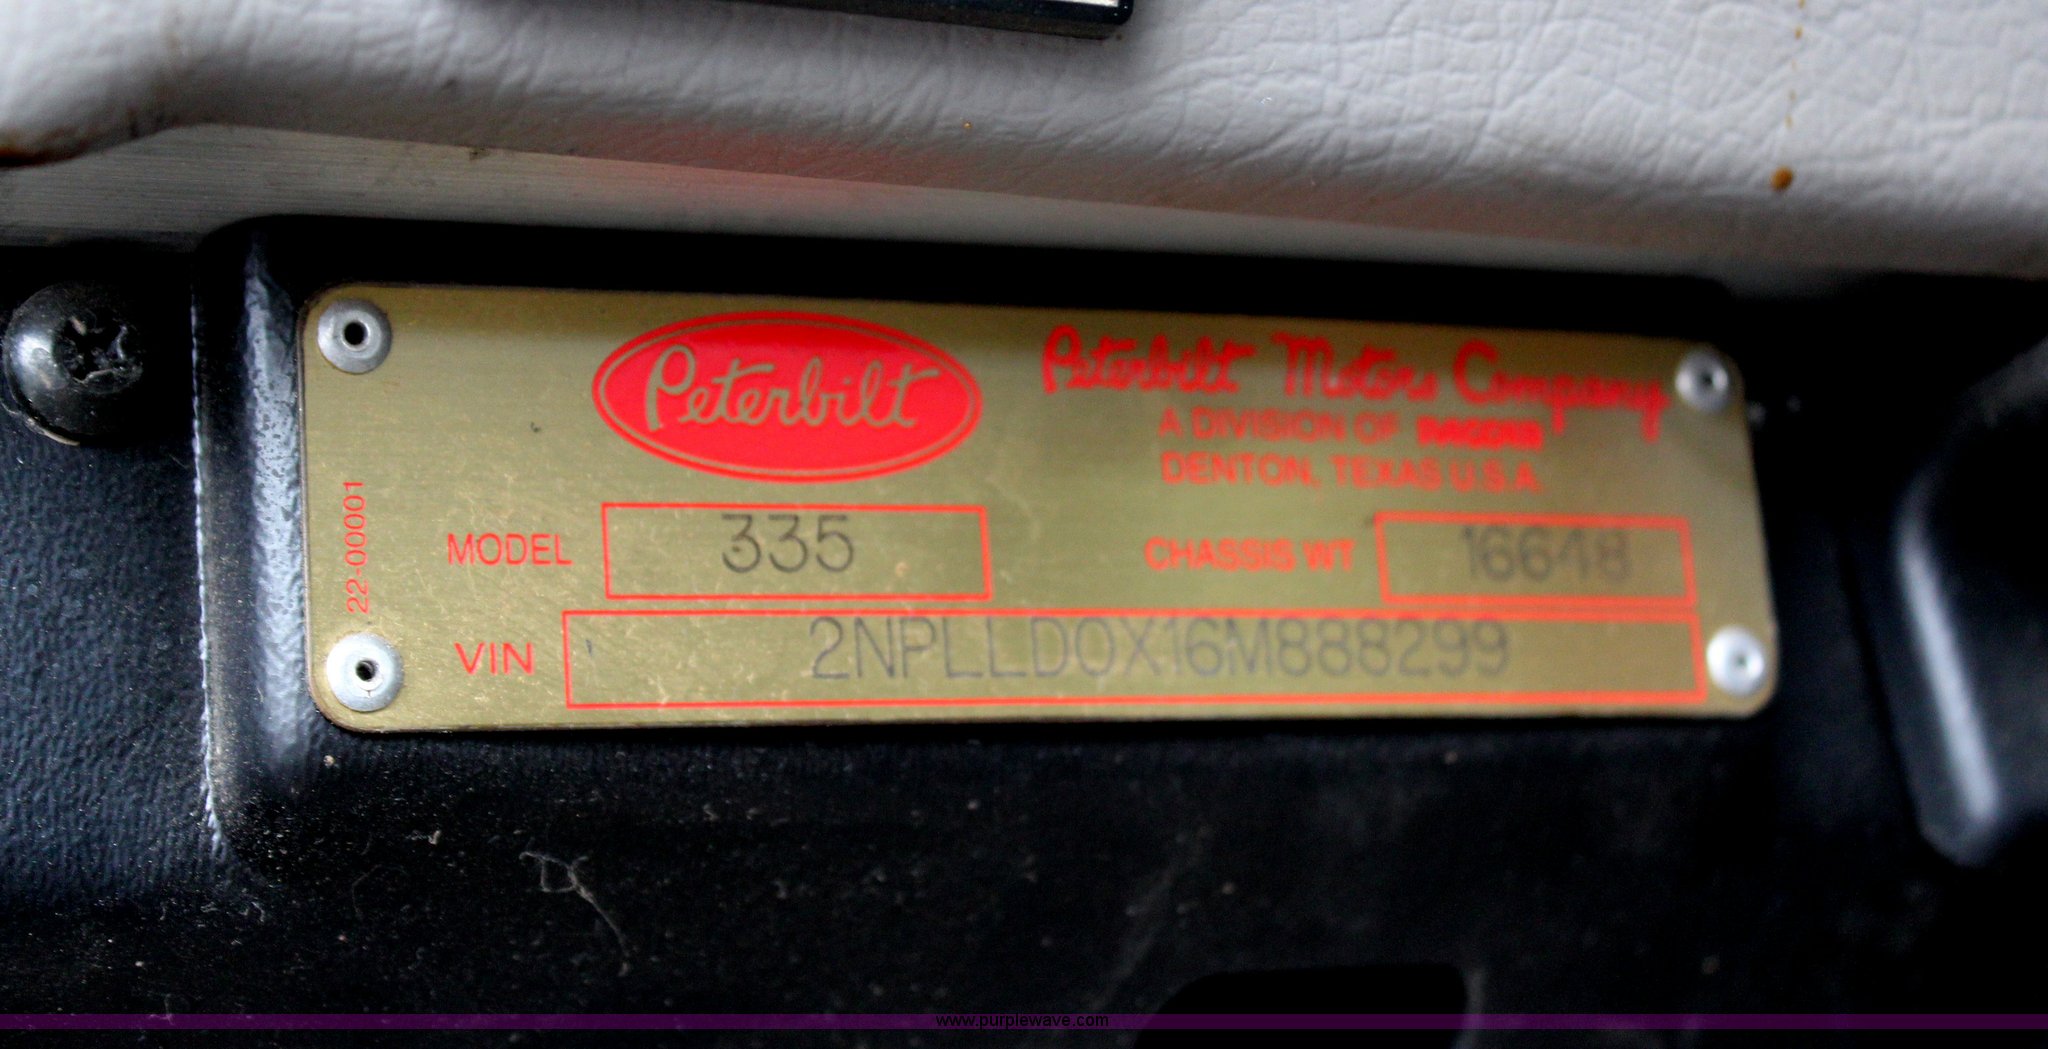 Peterbilt
Peterbilt Motors Company
A DIVISION OF PACCAR
DENTON, TEXAS U.S.A.
22-00001
MODEL 335
CHASSIS WT 16648
VIN 2NPLLD0X16M888299
www.purplewave.com